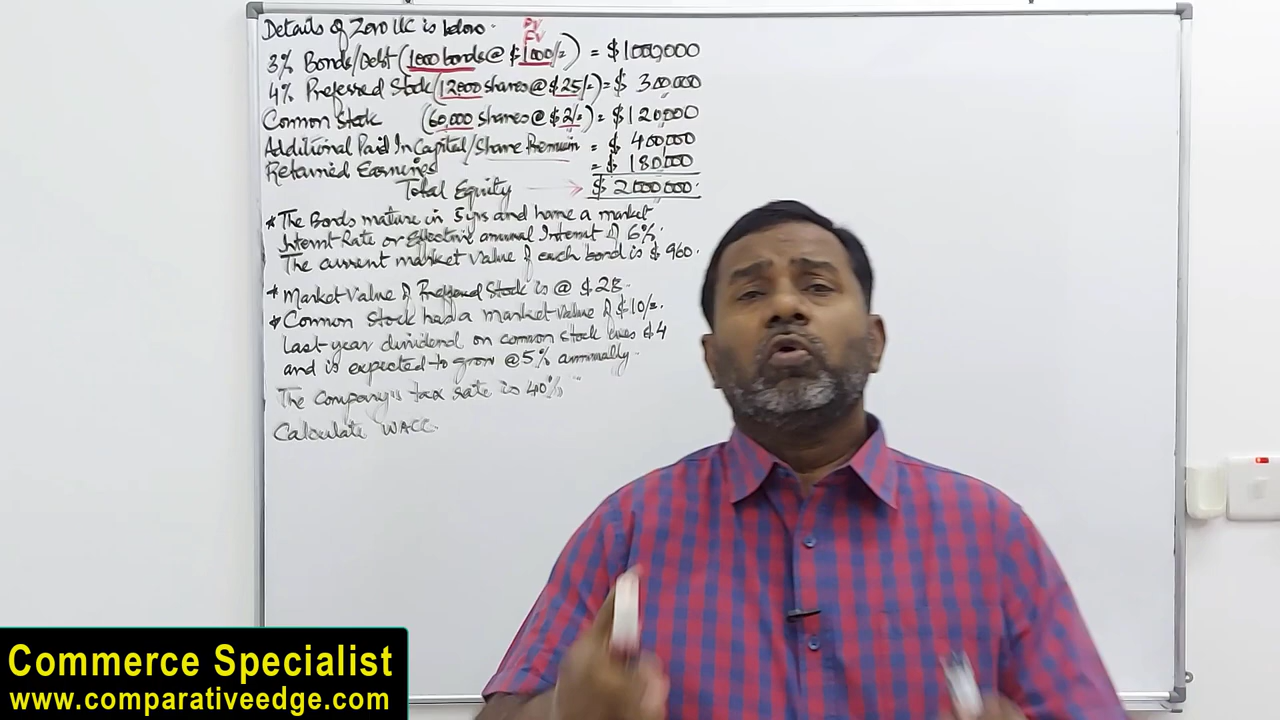 Details of Zero LLC is below.
PV
FV
3% Bonds/Debt (1000 bonds @ $1000/=) = $1000,000
4% Preferred Stock (12,000 shares @ $25/=) = $ 300,000
Common Stock (60,000 shares @ $2/=) = $120,000
Additional Paid In Capital/Share Premium = $ 400,000
Retained Earnings = $ 180,000
Total Equity → $ 2000,000.
* The Bonds mature in 5 yrs and have a market
Interest Rate or Effective annual Interest of 6%.
The current market value of each bond is $ 960.
* Market Value of Preferred Stock is @ $28.
* Common Stock had a market value of $10/=.
Last year dividend on common stock was $4
and is expected to grow @ 5% annually.
The Company's tax rate is 40%
Calculate WACC.
Commerce Specialist
www.comparativeedge.com